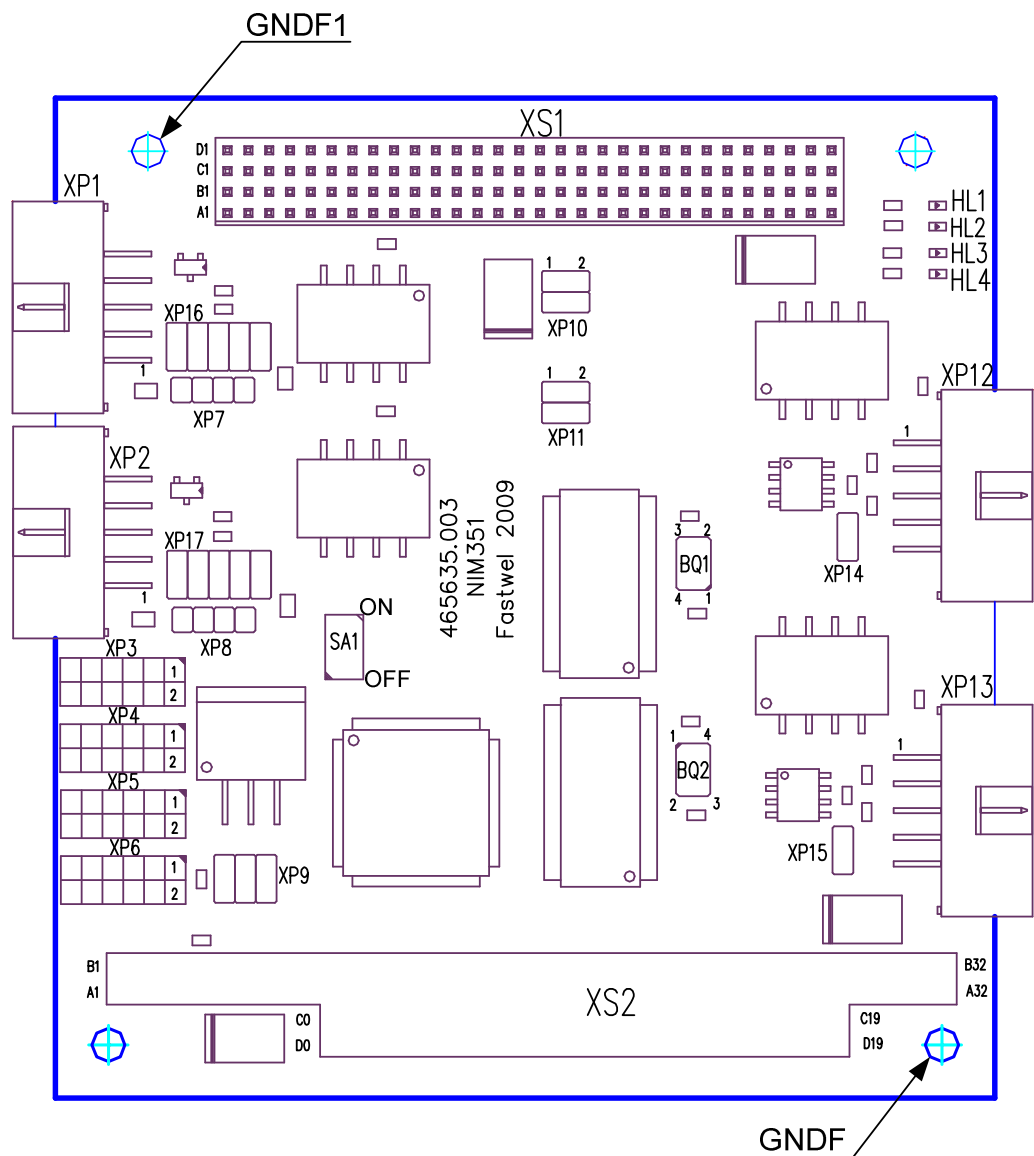 GNDF1
XS1
D1
C1
B1
A1
XP1
HL1
HL2
HL3
HL4
XP16
1 2
XP10
1
XP7
1 2
XP11
XP12
1
XP2
XP17
1
XP8
465635.003
NIM351
Fastwel 2009
3 2
BQ1
4 1
XP14
ON
SA1
OFF
XP3
1
2
XP4
1
2
XP5
1
2
XP6
1
2
XP9
1 4
BQ2
2 3
XP13
1
XP15
B1
A1
XS2
B32
A32
C0
D0
C19
D19
GNDF